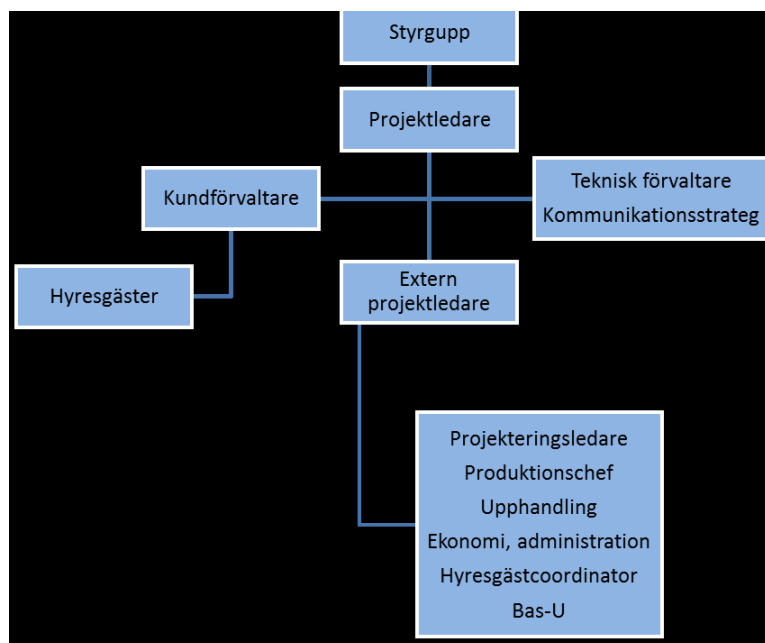 Styrgupp
Projektledare
Kundförvaltare
Teknisk förvaltare
Kommunikationsstrateg
Hyresgäster
Extern
projektledare
Projekteringsledare
Produktionschef
Upphandling
Ekonomi, administration
Hyresgästcoordinator
Bas-U